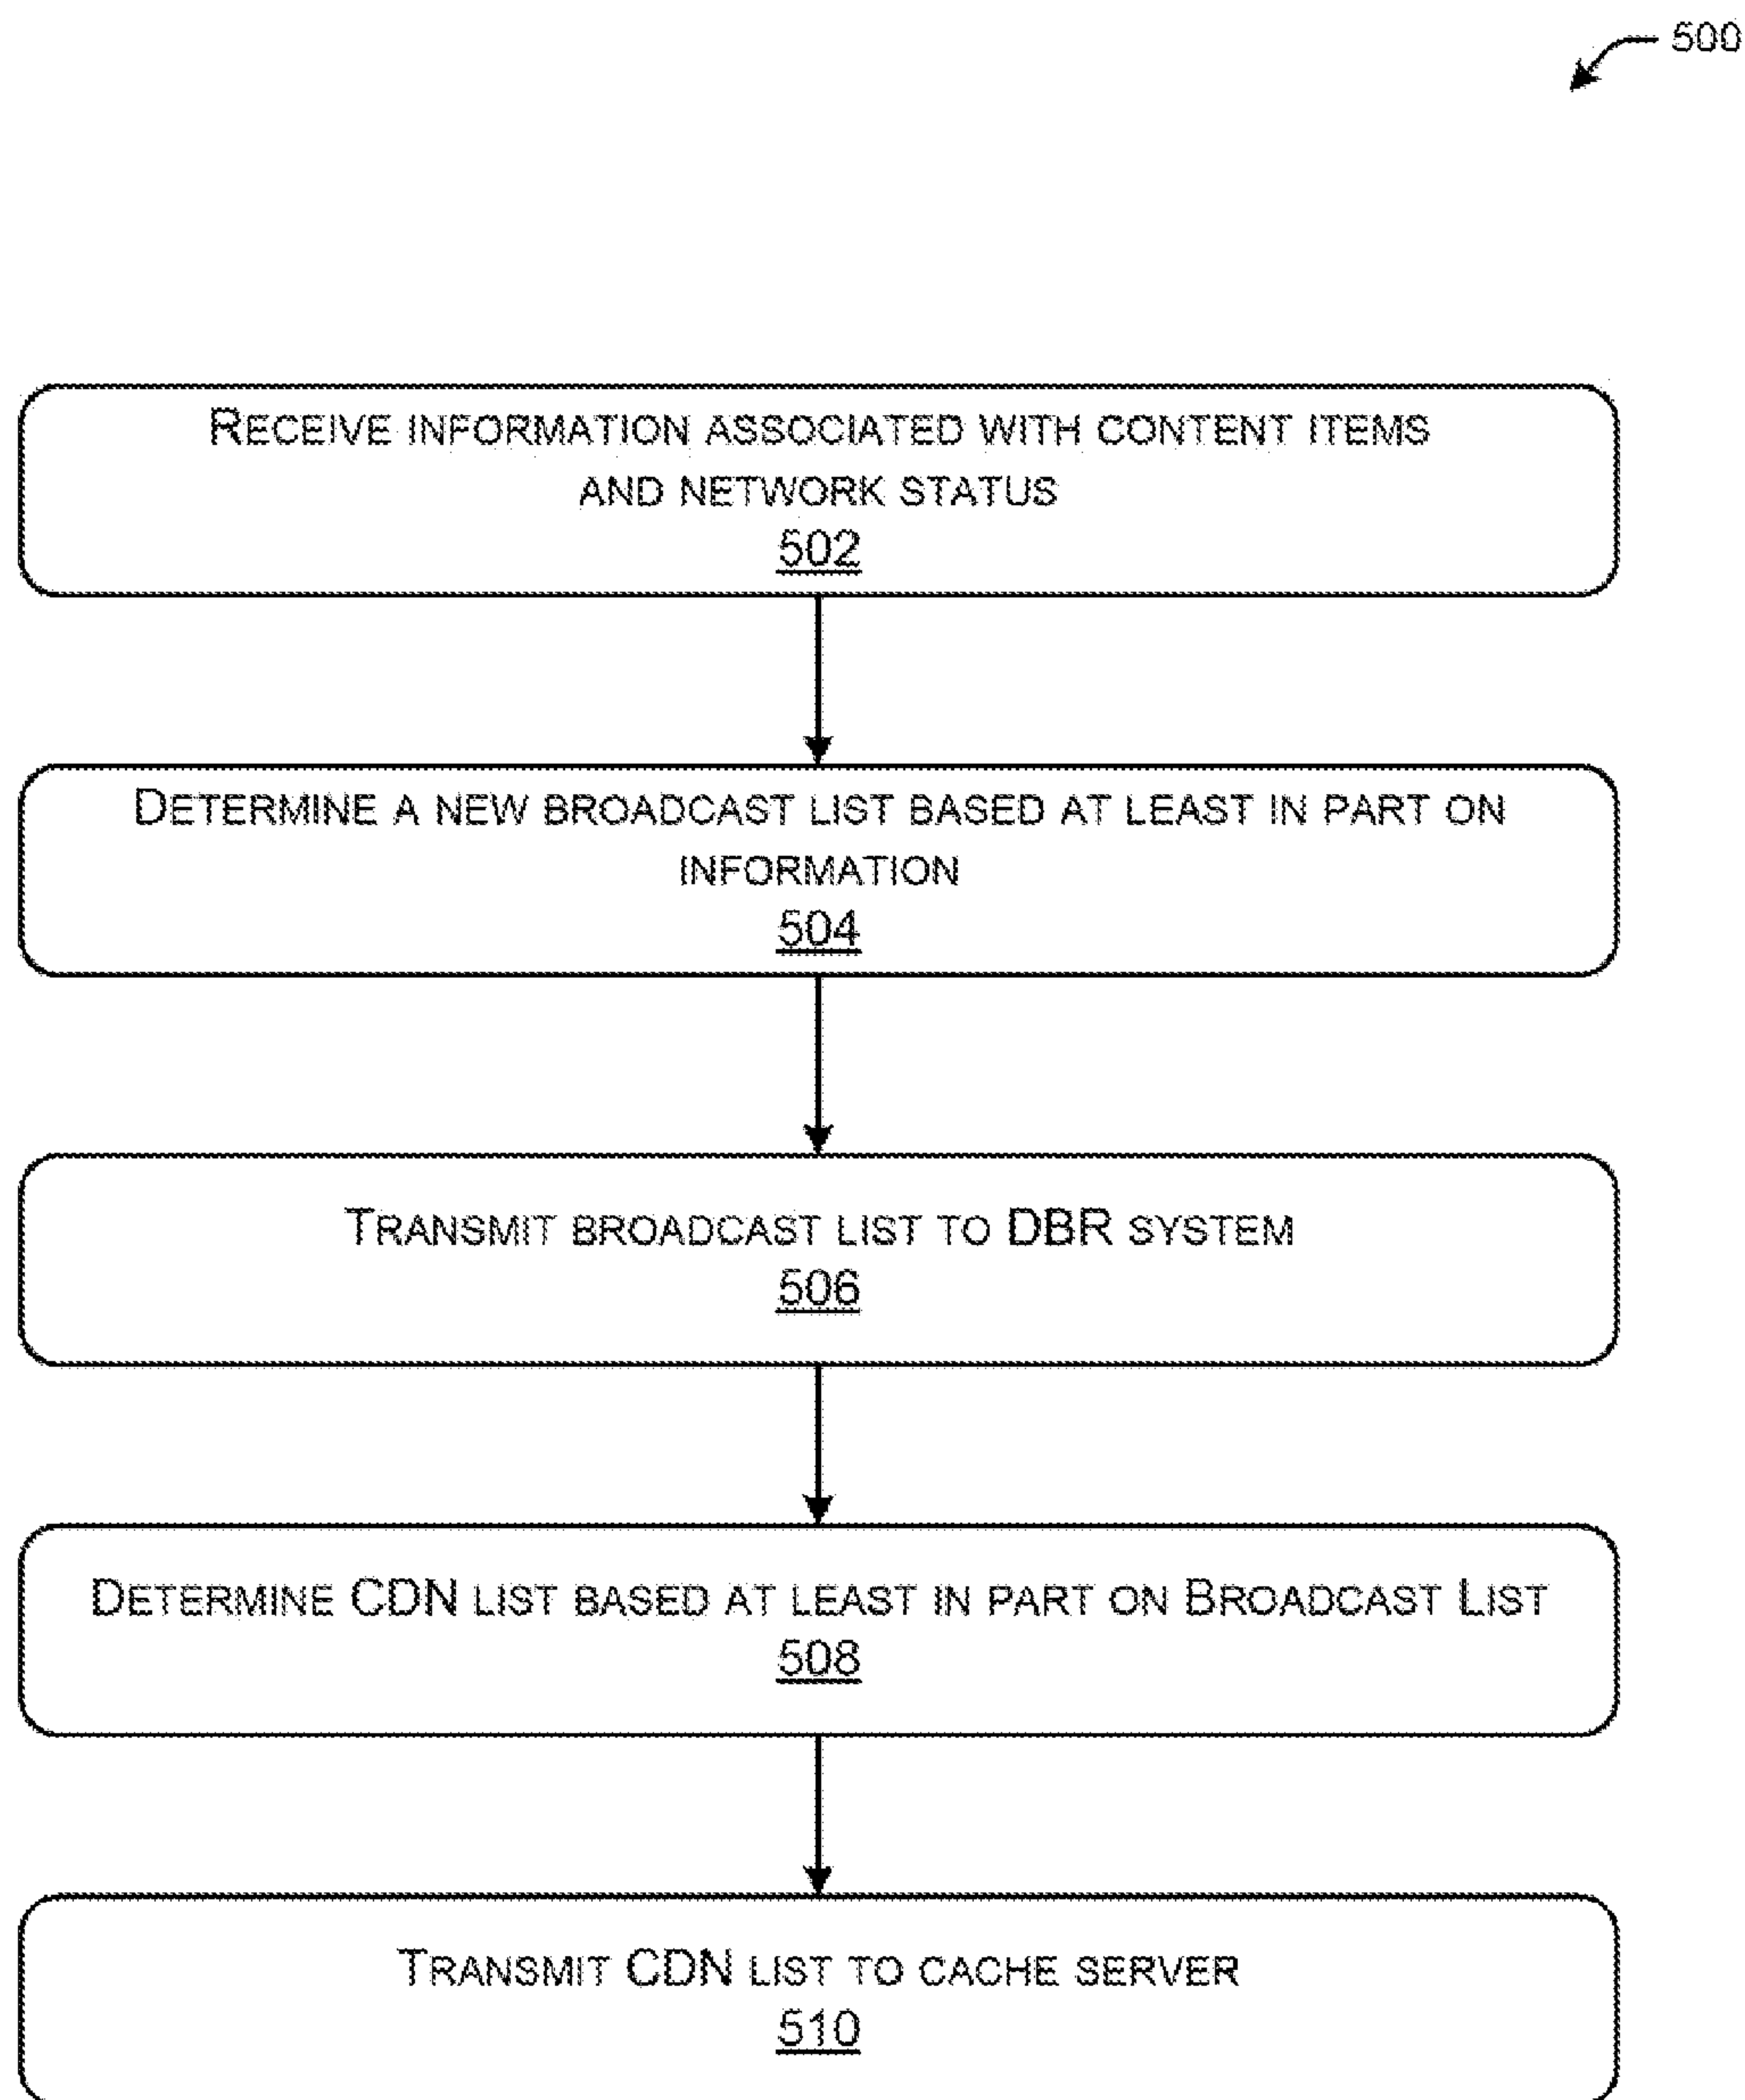 500
RECEIVE INFORMATION ASSOCIATED WITH CONTENT ITEMS
AND NETWORK STATUS
502
DETERMINE A NEW BROADCAST LIST BASED AT LEAST IN PART ON
INFORMATION
504
TRANSMIT BROADCAST LIST TO DBR SYSTEM
506
DETERMINE CDN LIST BASED AT LEAST IN PART ON BROADCAST LIST
508
TRANSMIT CDN LIST TO CACHE SERVER
510